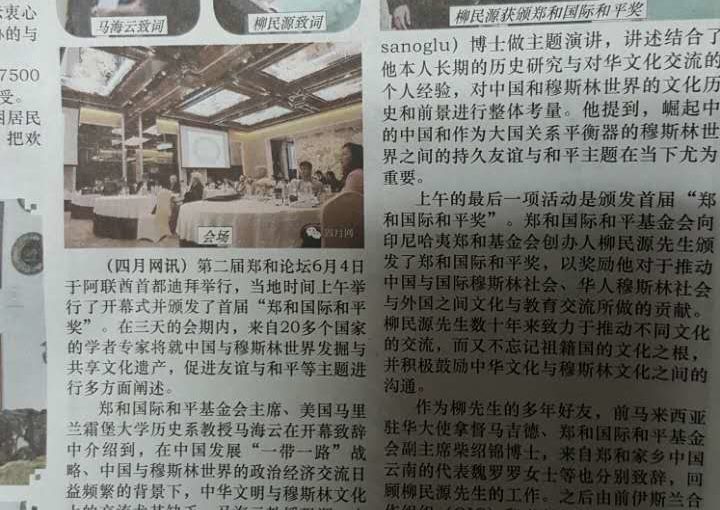 衷心
的与
7500
受。
居民
把欢
马海云致词
柳民源致词
柳民源获颁郑和国际和平奖
会场
四月网
(四月网讯) 第二届郑和论坛6月4日
于阿联酋首都迪拜举行，当地时间上午举
行了开幕式并颁发了首届“郑和国际和平
奖”。在三天的会期内，来自20多个国家
的学者专家将就中国与穆斯林世界发掘与
共享文化遗产，促进友谊与和平等主题进
行多方面阐述。
郑和国际和平基金会主席、美国马里
兰霜堡大学历史系教授马海云在开幕致辞
中介绍到，在中国发展“一带一路”战
略、中国与穆斯林世界的政治经济交流日
益频繁的背景下，中华文明与穆斯林文化
sanoglu) 博士做主题演讲，讲述结合了
他本人长期的历史研究与对华文化交流的
个人经验，对中国和穆斯林世界的文化历
史和前景进行整体考量。他提到，崛起中
的中国和作为大国关系平衡器的穆斯林世
界之间的持久友谊与和平主题在当下尤为
重要。
上午的最后一项活动是颁发首届“郑
和国际和平奖”。郑和国际和平基金会向
印尼哈夷郑和基金会创办人柳民源先生颁
发了郑和国际和平奖，以奖励他对于推动
中国与国际穆斯林社会、华人穆斯林社会
与外国之间文化与教育交流所做的贡献。
柳民源先生数十年来致力于推动不同文化
的交流，而又不忘记祖籍国的文化之根，
并积极鼓励中华文化与穆斯林文化之间的
沟通。
作为柳先生的多年好友，前马来西亚
驻华大使拿督马吉德、郑和国际和平基金
会副主席柴绍锦博士，来自郑和家乡中国
云南的代表魏罗罗女士等也分别致辞，回
顾柳民源先生的工作。之后由前伊斯兰合